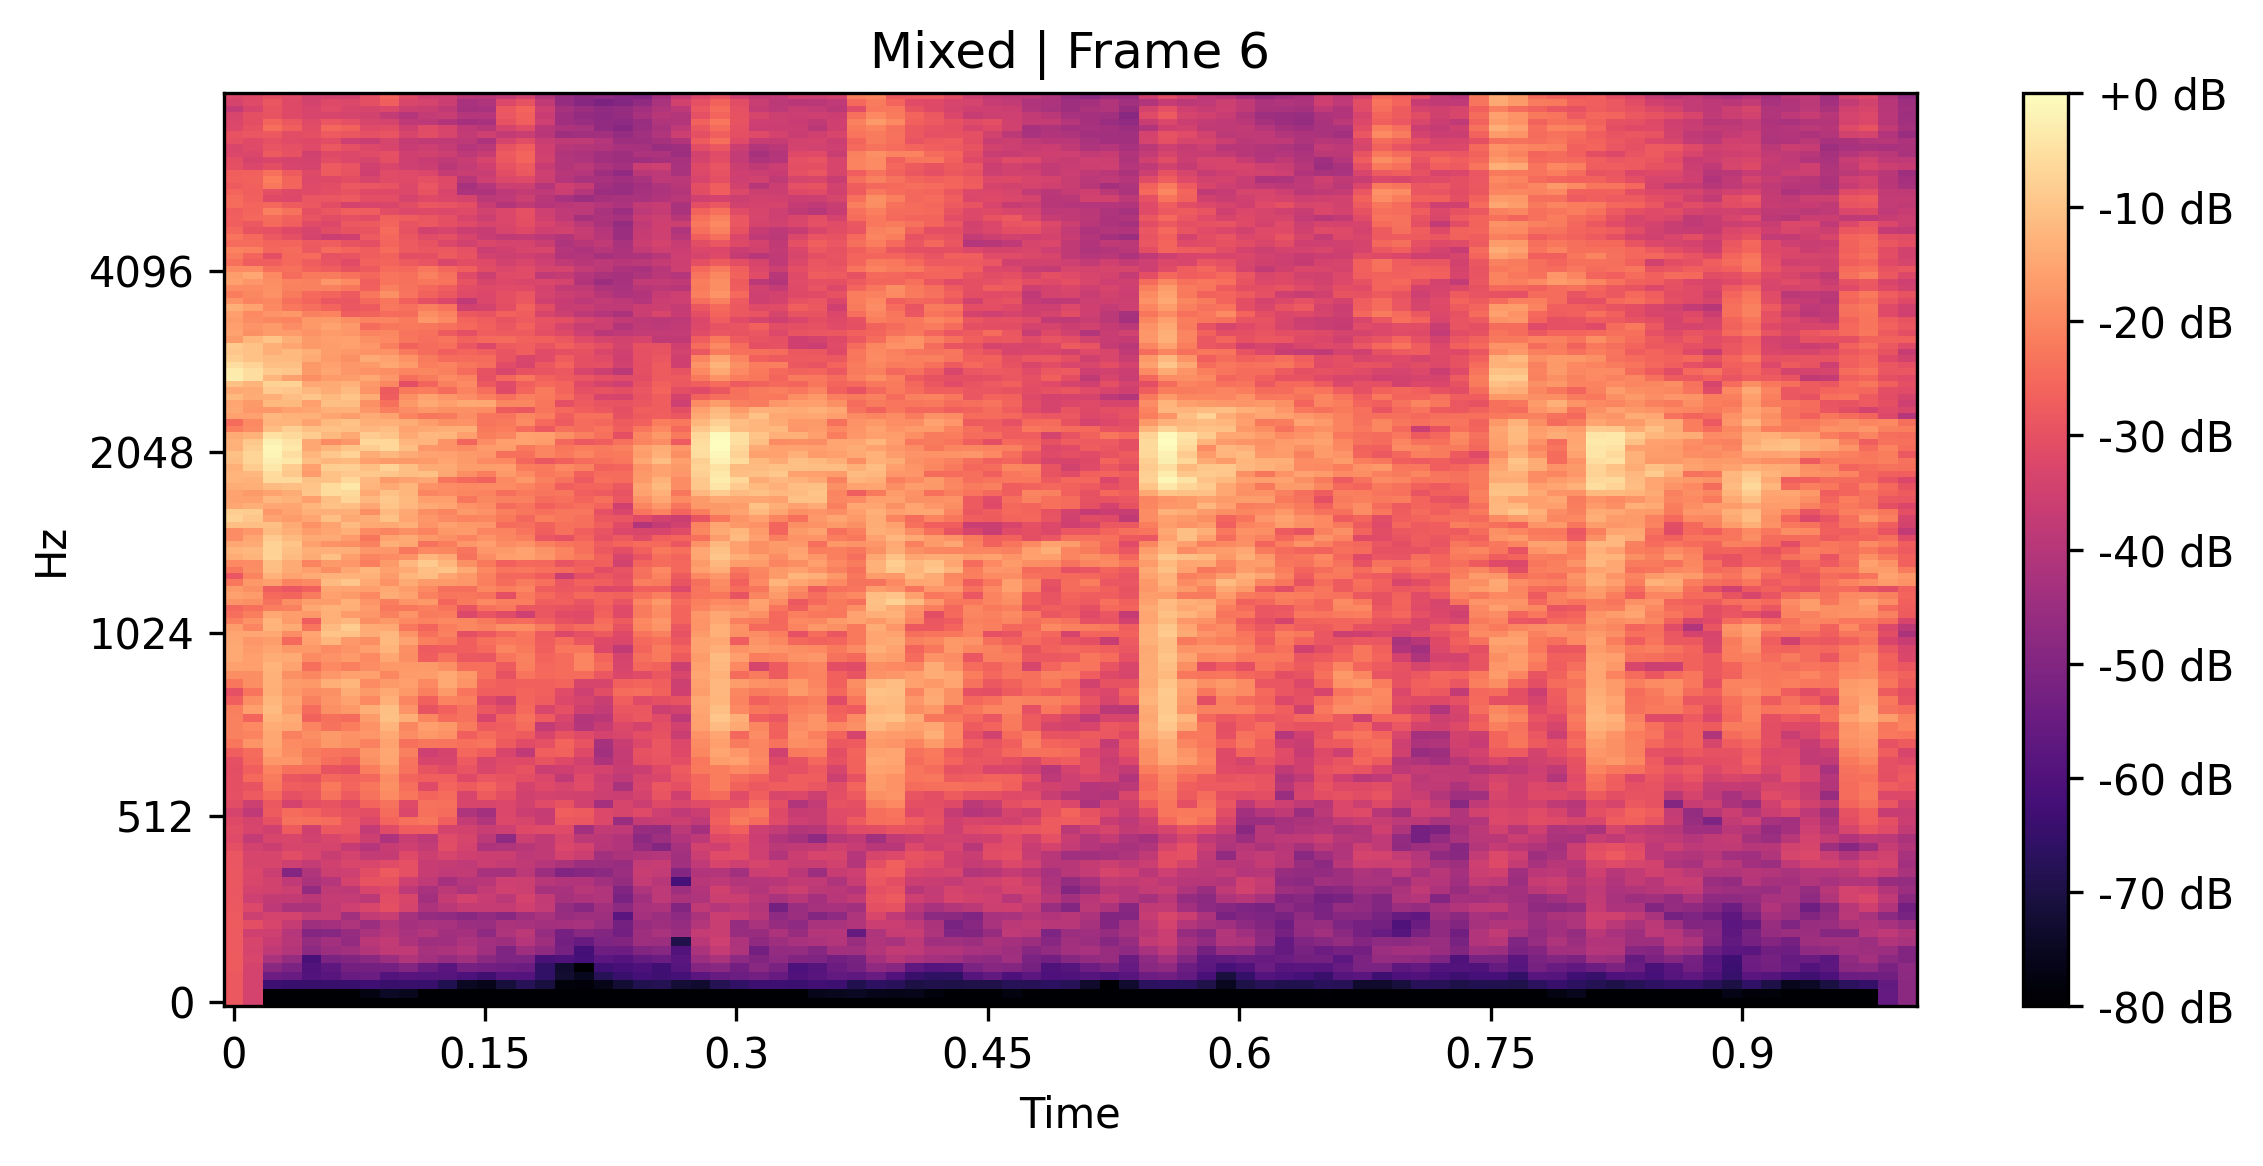 Mixed | Frame 6
Hz
4096
2048
1024
512
0
0 0.15 0.3 0.45 0.6 0.75 0.9
Time
+0 dB
-10 dB
-20 dB
-30 dB
-40 dB
-50 dB
-60 dB
-70 dB
-80 dB